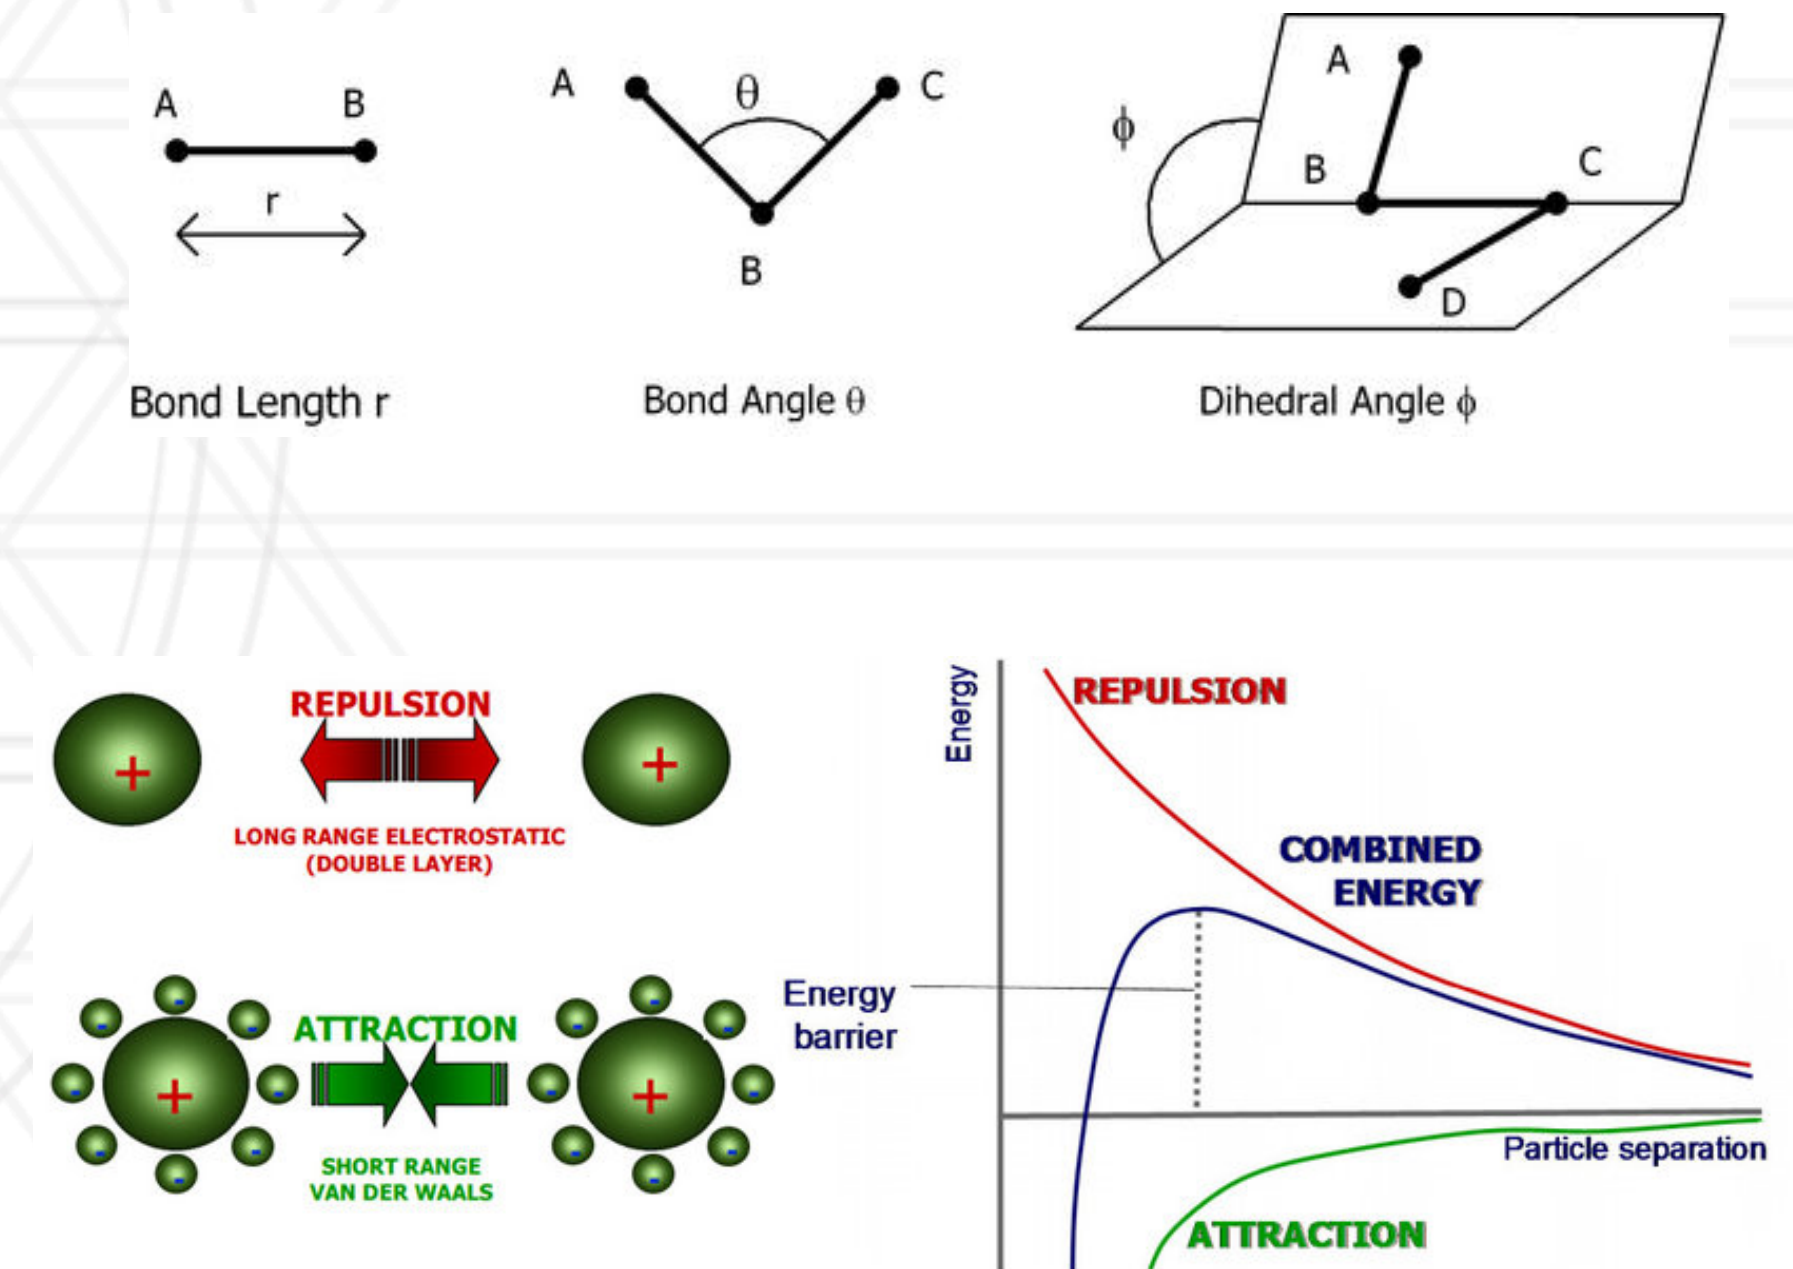 A
B
r
Bond Length r
A
θ
C
B
Bond Angle θ
A
ϕ
B
C
D
Dihedral Angle ϕ
REPULSION
+
+
LONG RANGE ELECTROSTATIC
(DOUBLE LAYER)
ATTRACTION
-
-
-
-
-
-
-
-
+
-
-
-
-
-
-
-
-
+
SHORT RANGE
VAN DER WAALS
Energy
REPULSION
COMBINED
ENERGY
Energy
barrier
Particle separation
ATTRACTION